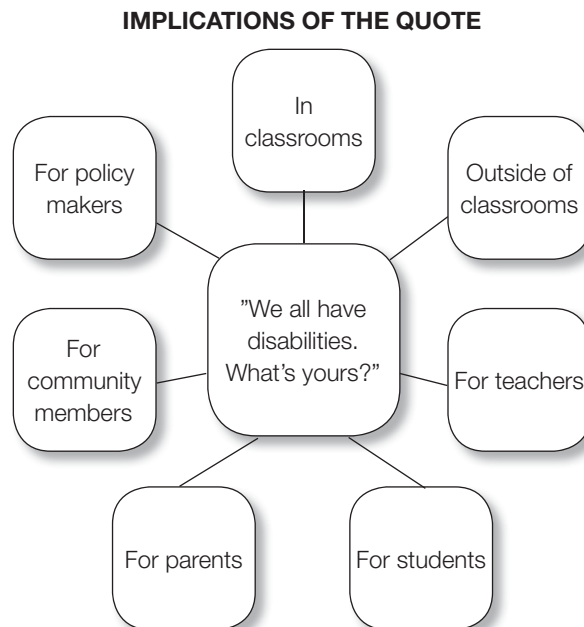 IMPLICATIONS OF THE QUOTE
In
classrooms
For policy
makers
Outside of
classrooms
”We all have
disabilities.
What’s yours?”
For
community
members
For teachers
For parents
For students